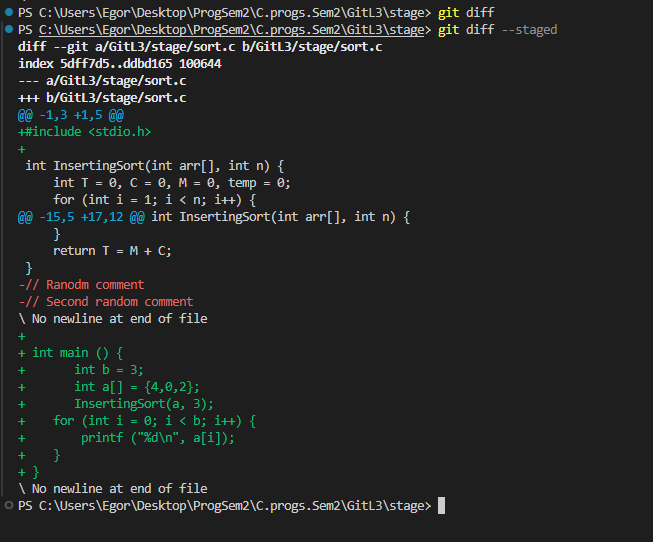 PS C:\Users\Egor\Desktop\ProgSem2\C.progs.Sem2\GitL3\stage> git diff
PS C:\Users\Egor\Desktop\ProgSem2\C.progs.Sem2\GitL3\stage> git diff --staged
diff --git a/GitL3/stage/sort.c b/GitL3/stage/sort.c
index 5dff7d5..ddbd165 100644
--- a/GitL3/stage/sort.c
+++ b/GitL3/stage/sort.c
@@ -1,3 +1,5 @@
+#include <stdio.h>
+
 int InsertingSort(int arr[], int n) {
     int T = 0, C = 0, M = 0, temp = 0;
     for (int i = 1; i < n; i++) {
@@ -15,5 +17,12 @@ int InsertingSort(int arr[], int n) {
     }
     return T = M + C;
 }
-// Ranodm comment
-// Second random comment
\ No newline at end of file
+
+ int main () {
+       int b = 3;
+       int a[] = {4,0,2};
+       InsertingSort(a, 3);
+    for (int i = 0; i < b; i++) {
+        printf ("%d\n", a[i]);
+    }
+ }
\ No newline at end of file
PS C:\Users\Egor\Desktop\ProgSem2\C.progs.Sem2\GitL3\stage>